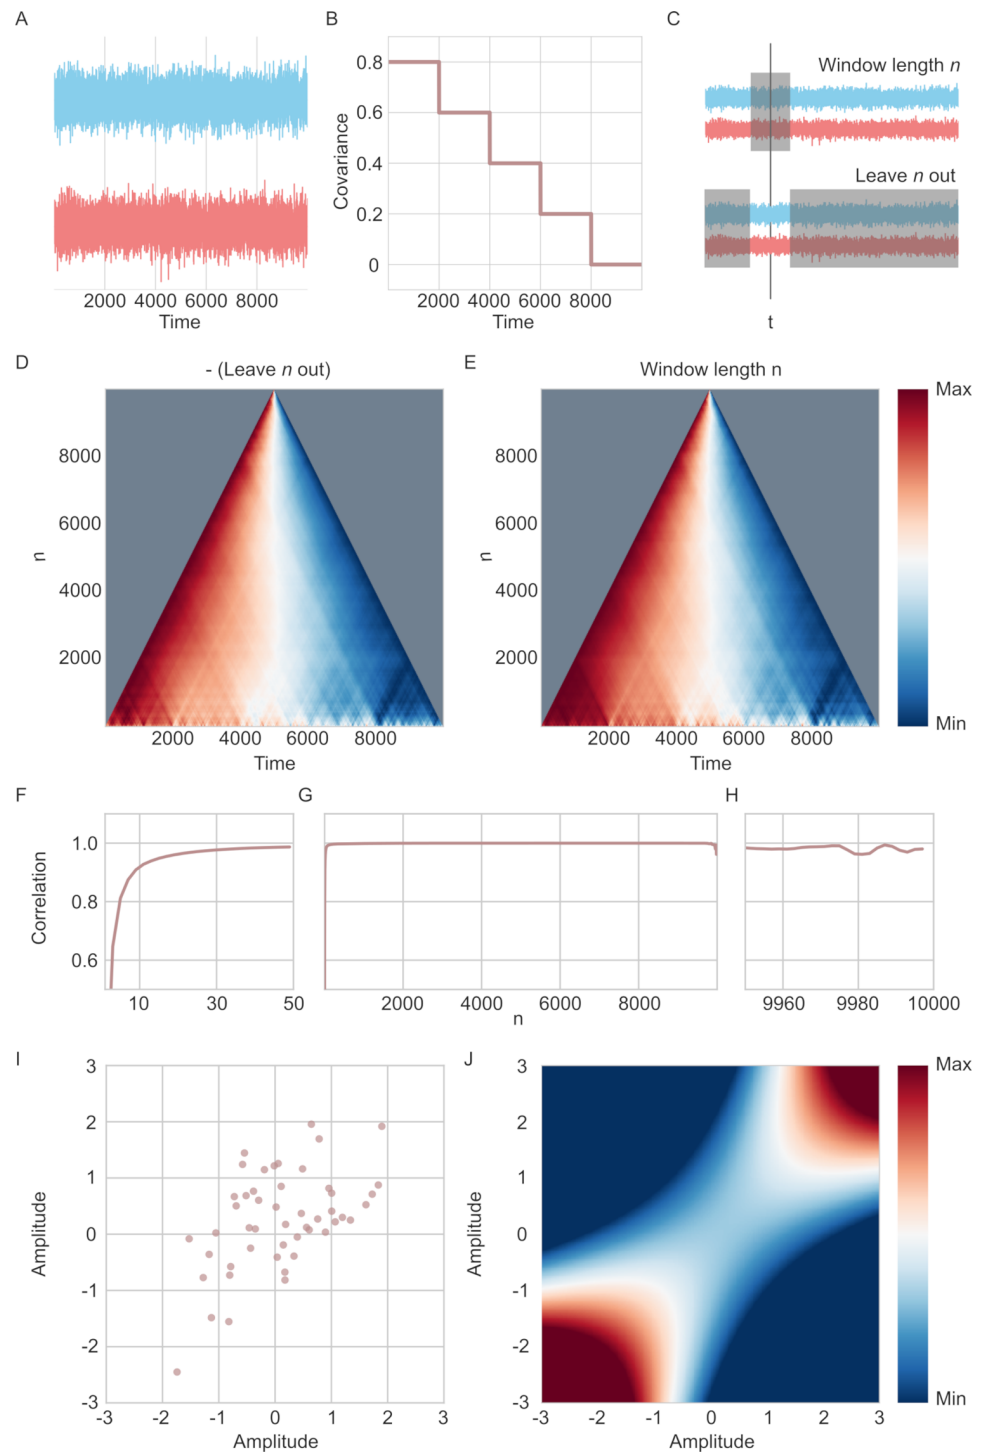 A
B
C
2000 4000 6000 8000
Time
Covariance
0.8
0.6
0.4
0.2
0
2000 4000 6000 8000
Time
Window length n
Leave n out
t
D
- (Leave n out)
E
Window length n
n
8000
6000
4000
2000
2000 4000 6000 8000
Time
n
8000
6000
4000
2000
2000 4000 6000 8000
Time
Max
Min
F
G
H
Correlation
1.0
0.8
0.6
10 30 50
2000 4000 6000 8000
n
9960 9980 10000
I
Amplitude
3
2
1
0
-1
-2
-3
-3 -2 -1 0 1 2 3
Amplitude
J
Amplitude
3
2
1
0
-1
-2
-3
-3 -2 -1 0 1 2 3
Amplitude
Max
Min